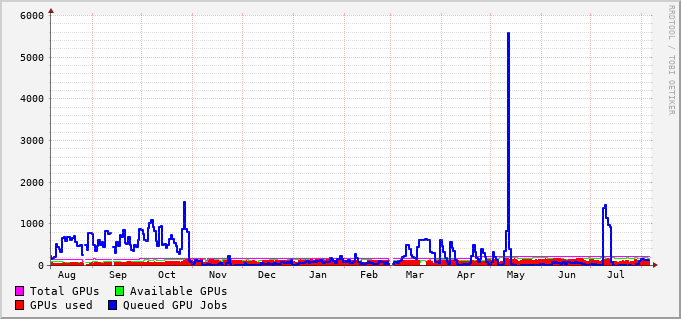 RRDTOOL / TOBI OETIKER
6000
5000
4000
3000
2000
1000
0
Aug Sep Oct Nov Dec Jan Feb Mar Apr May Jun Jul
Total GPUs Available GPUs
GPUs used Queued GPU Jobs